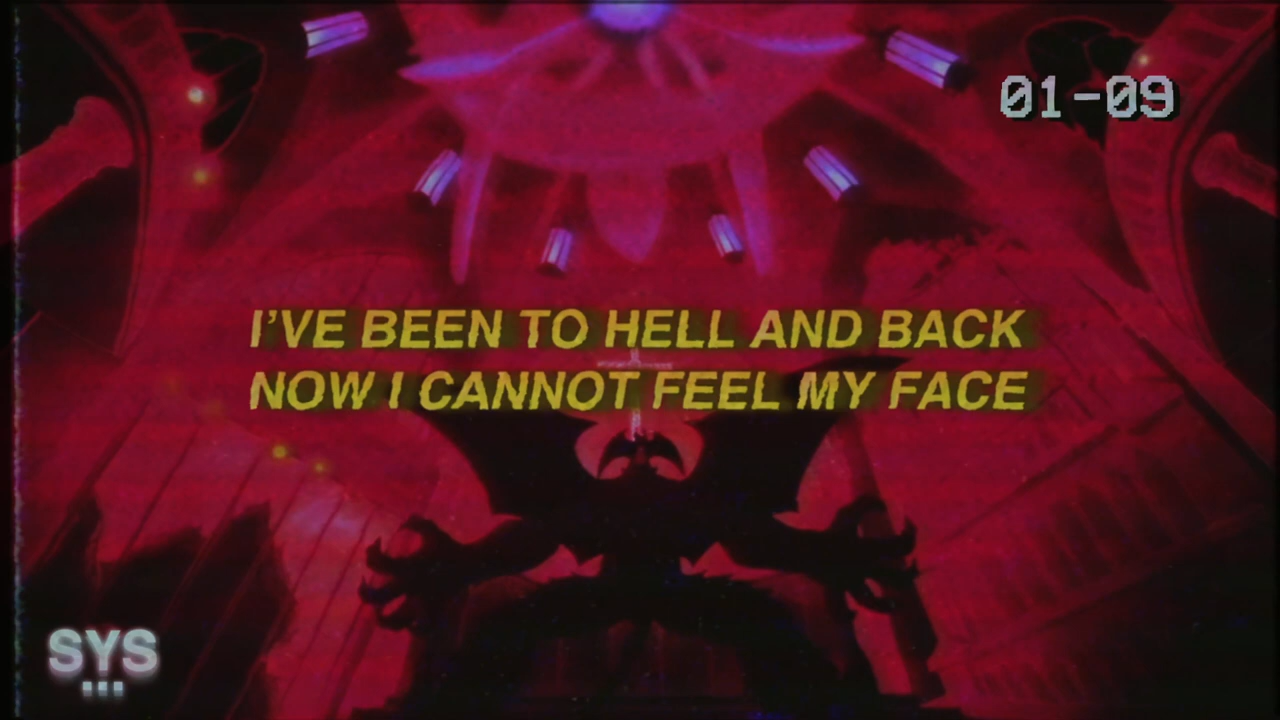 01-09
I'VE BEEN TO HELL AND BACK
NOW I CANNOT FEEL MY FACE
SYS